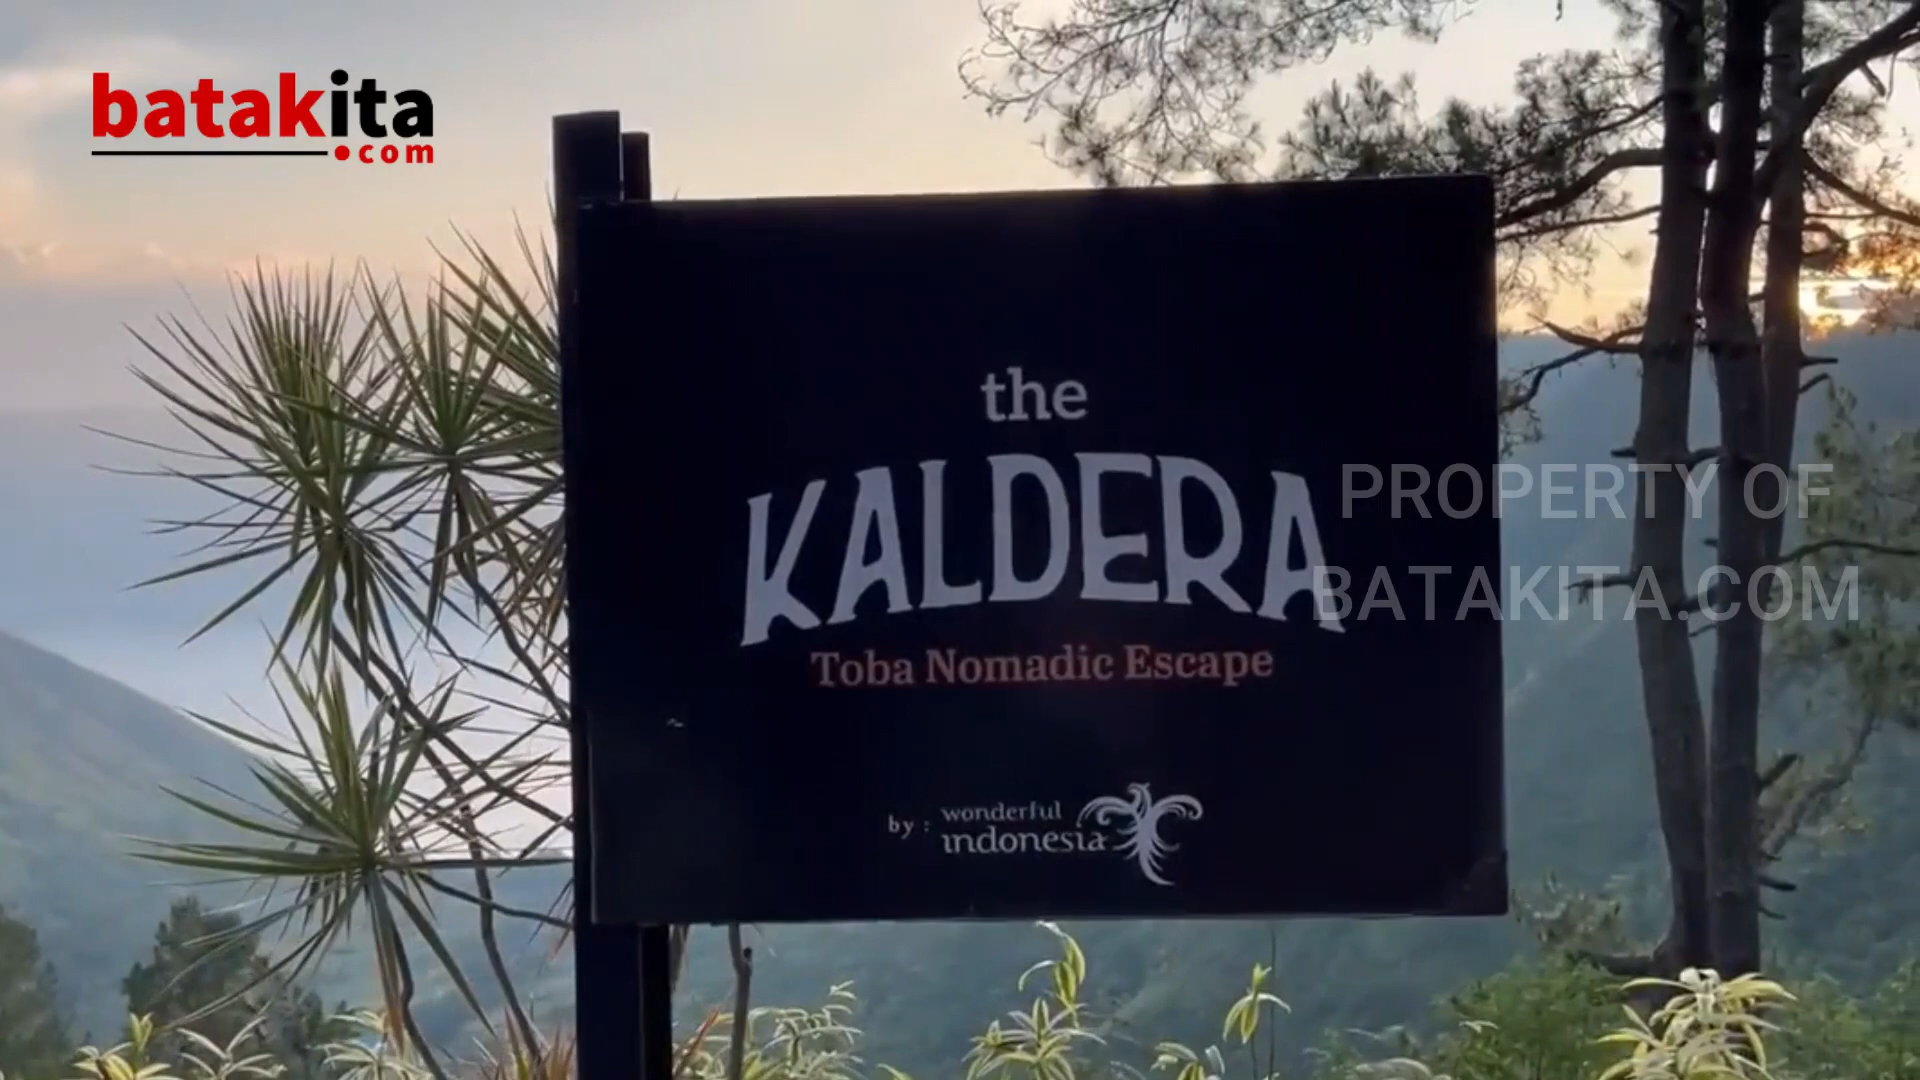 batakita
.com
the
KALDERA
Toba Nomadic Escape
by : wonderful
indonesia
PROPERTY OF
BATAKITA.COM